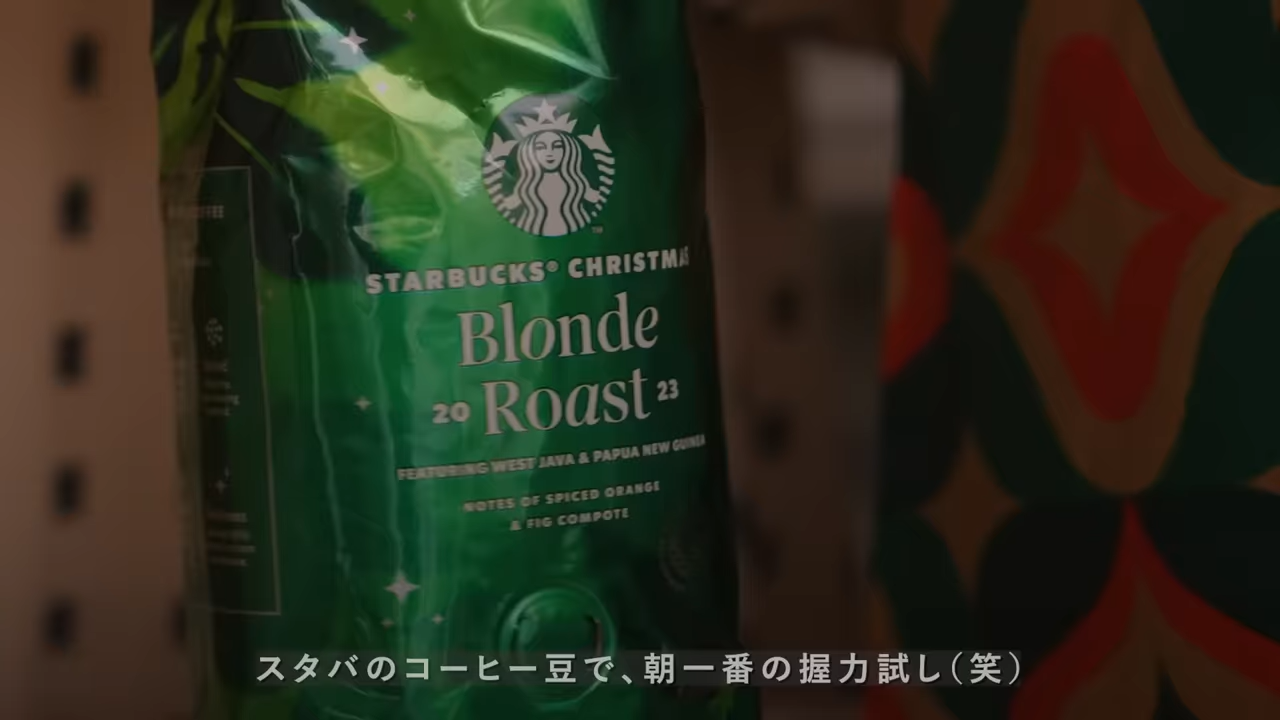 STARBUCKS® CHRISTMAS
Blonde
20 Roast 23
FEATURING WEST JAVA & PAPUA NEW GUINEA
NOTES OF SPICED ORANGE
& FIG COMPOTE
スタバのコーヒー豆で、朝一番の握力試し(笑)